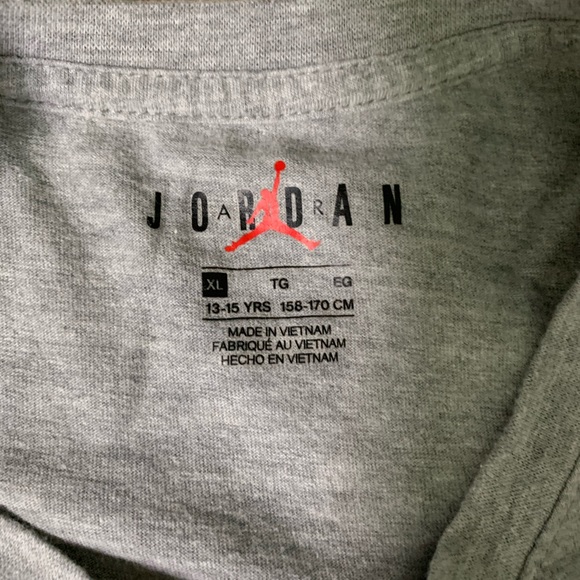 JORDAN
AIR
XL TG EG
13-15 YRS 158-170 CM
MADE IN VIETNAM
FABRIQUÉ AU VIETNAM
HECHO EN VIETNAM